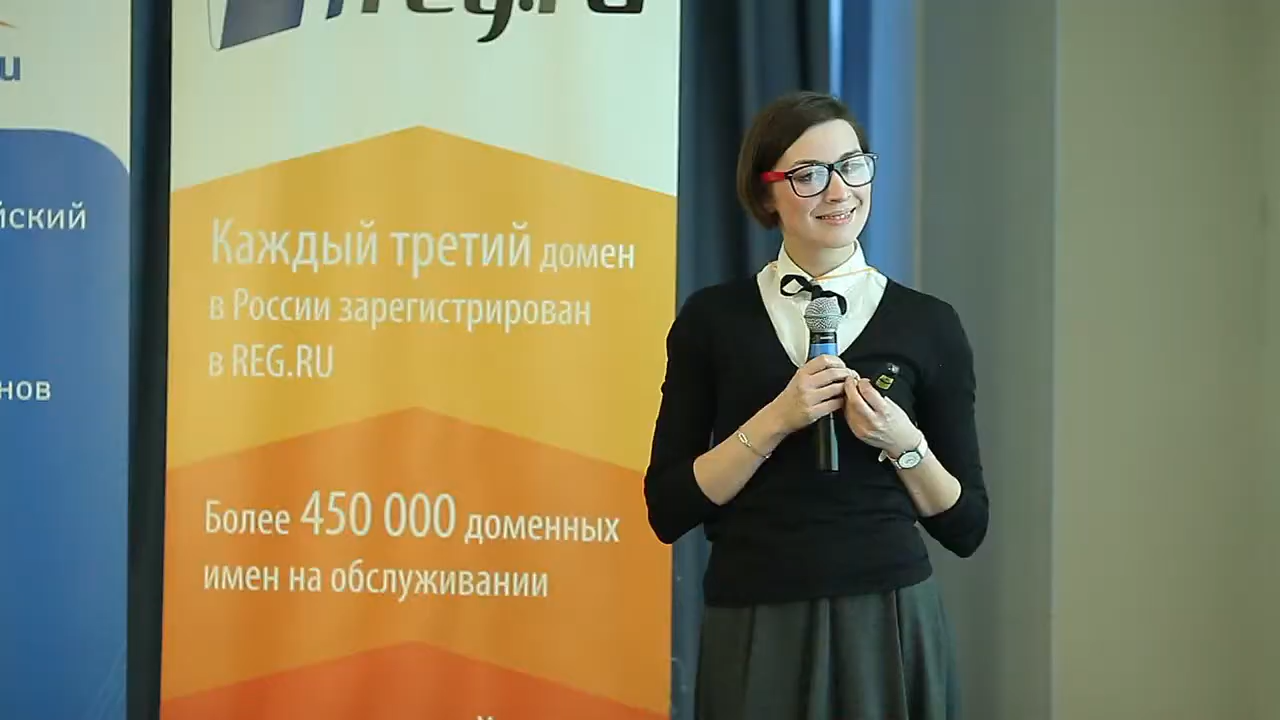 reg.ru
u
йский
нов
Каждый третий домен
в России зарегистрирован
в REG.RU
Более 450 000 доменных
имен на обслуживании